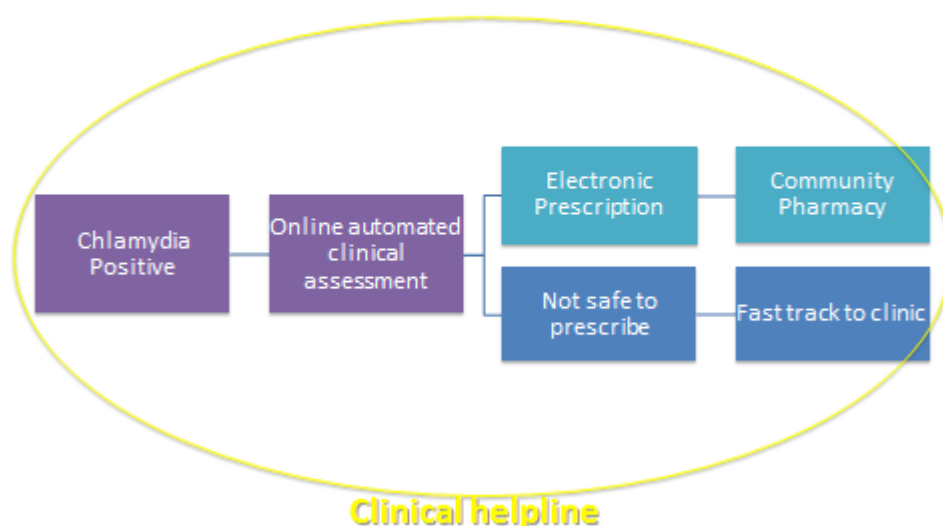 Chlamydia
Positive
Online automated
clinical
assessment
Electronic
Prescription
Community
Pharmacy
Not safe to
prescribe
Fast track to clinic
Clinical helpline